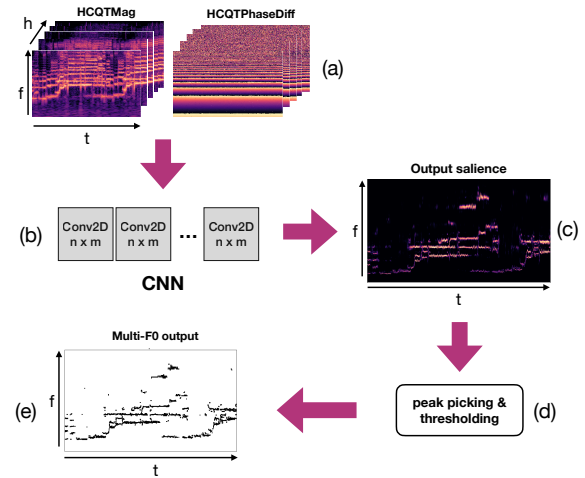 HCQTMag
HCQTPhaseDiff
h
f
t
(a)
(b)
Conv2D
n x m
Conv2D
n x m
...
Conv2D
n x m
CNN
Output salience
f
t
(c)
peak picking &
thresholding
(d)
Multi-F0 output
(e)
f
t